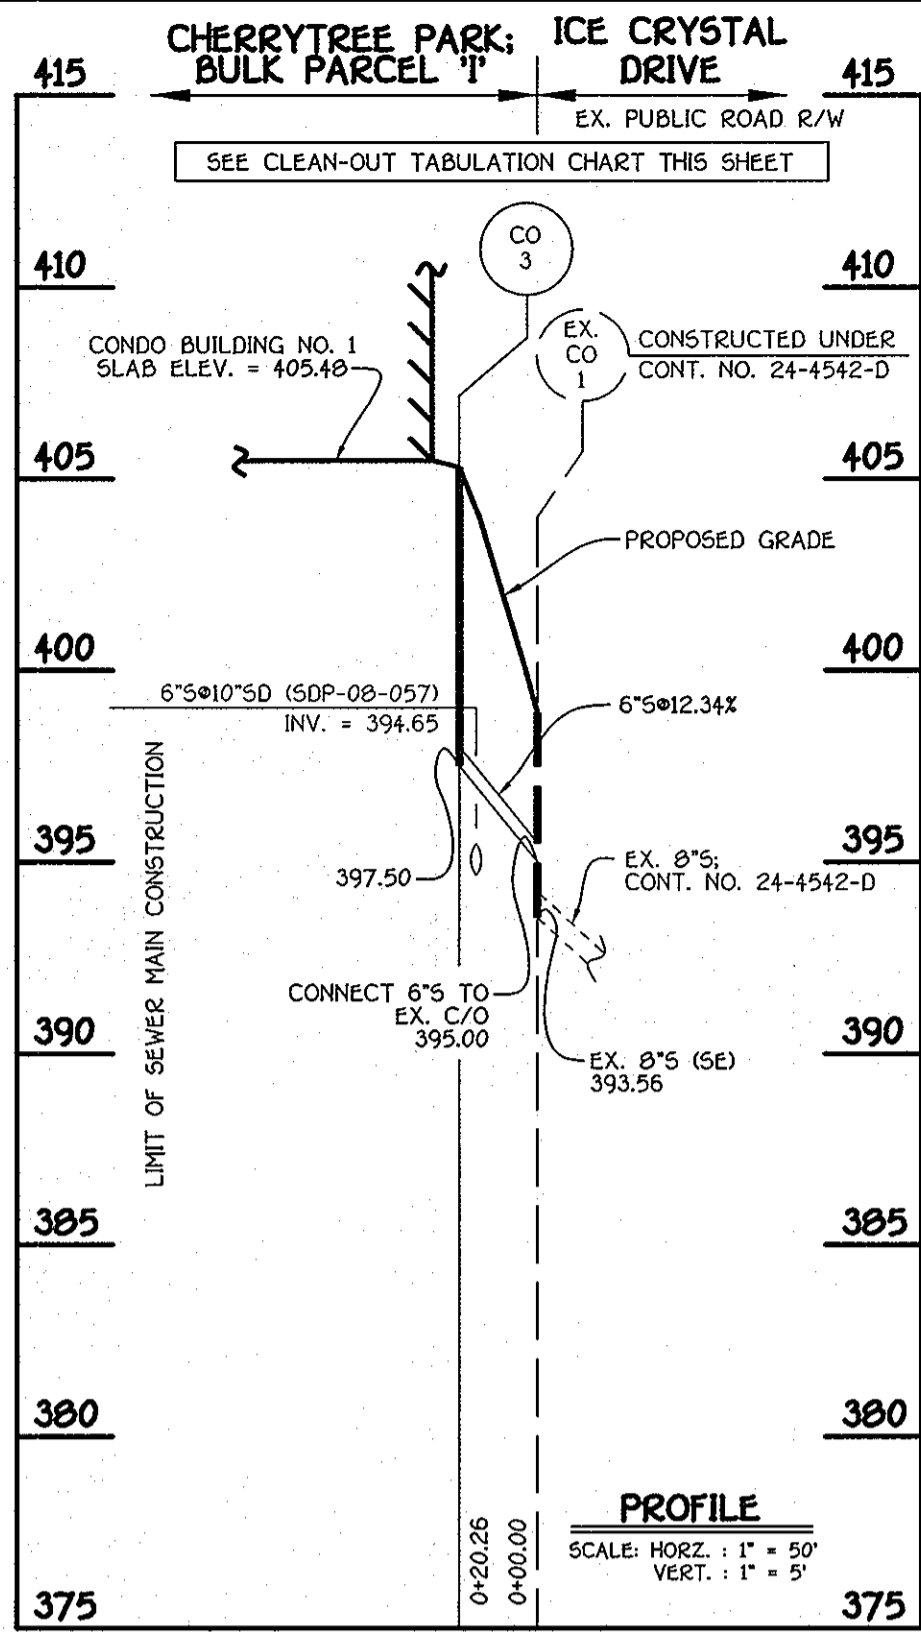 CHERRYTREE PARK;
BULK PARCEL 'I'
ICE CRYSTAL
DRIVE
415
415
EX. PUBLIC ROAD R/W
SEE CLEAN-OUT TABULATION CHART THIS SHEET
CO
3
410
410
EX.
CO
1
CONSTRUCTED UNDER
CONT. NO. 24-4542-D
CONDO BUILDING NO. 1
SLAB ELEV. = 405.48
405
405
PROPOSED GRADE
400
400
6"S@10"SD (SDP-08-057)
INV. = 394.65
6"S@12.34%
LIMIT OF SEWER MAIN CONSTRUCTION
395
395
397.50
EX. 8"S;
CONT. NO. 24-4542-D
CONNECT 6"S TO
EX. C/O
395.00
390
390
EX. 8"S (SE)
393.56
385
385
380
380
0+20.26
0+00.00
PROFILE
SCALE: HORZ. : 1" = 50'
VERT. : 1" = 5'
375
375